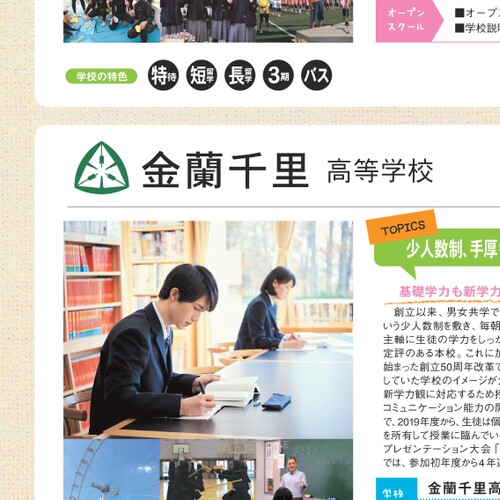 オープン
スクール
■オープ
■学校説明
学校の特色
特待 短留学 長留学 3期 バス
金蘭千里 高等学校
TOPICS
少人数制、手厚
基礎学力も新学力
創立以来、男女共学で
いう少人数制を敷き、毎朝
主軸に生徒の学力をしっか
定評のある本校。これに加
始まった創立50周年改革で
していた学校のイメージが
新学力観に対応するため授
コミュニケーション能力の開
で、2019年度から、生徒は個
を所有して授業に臨んでい
プレゼンテーション大会「
では、参加初年度から4年連
学校
金蘭千里高